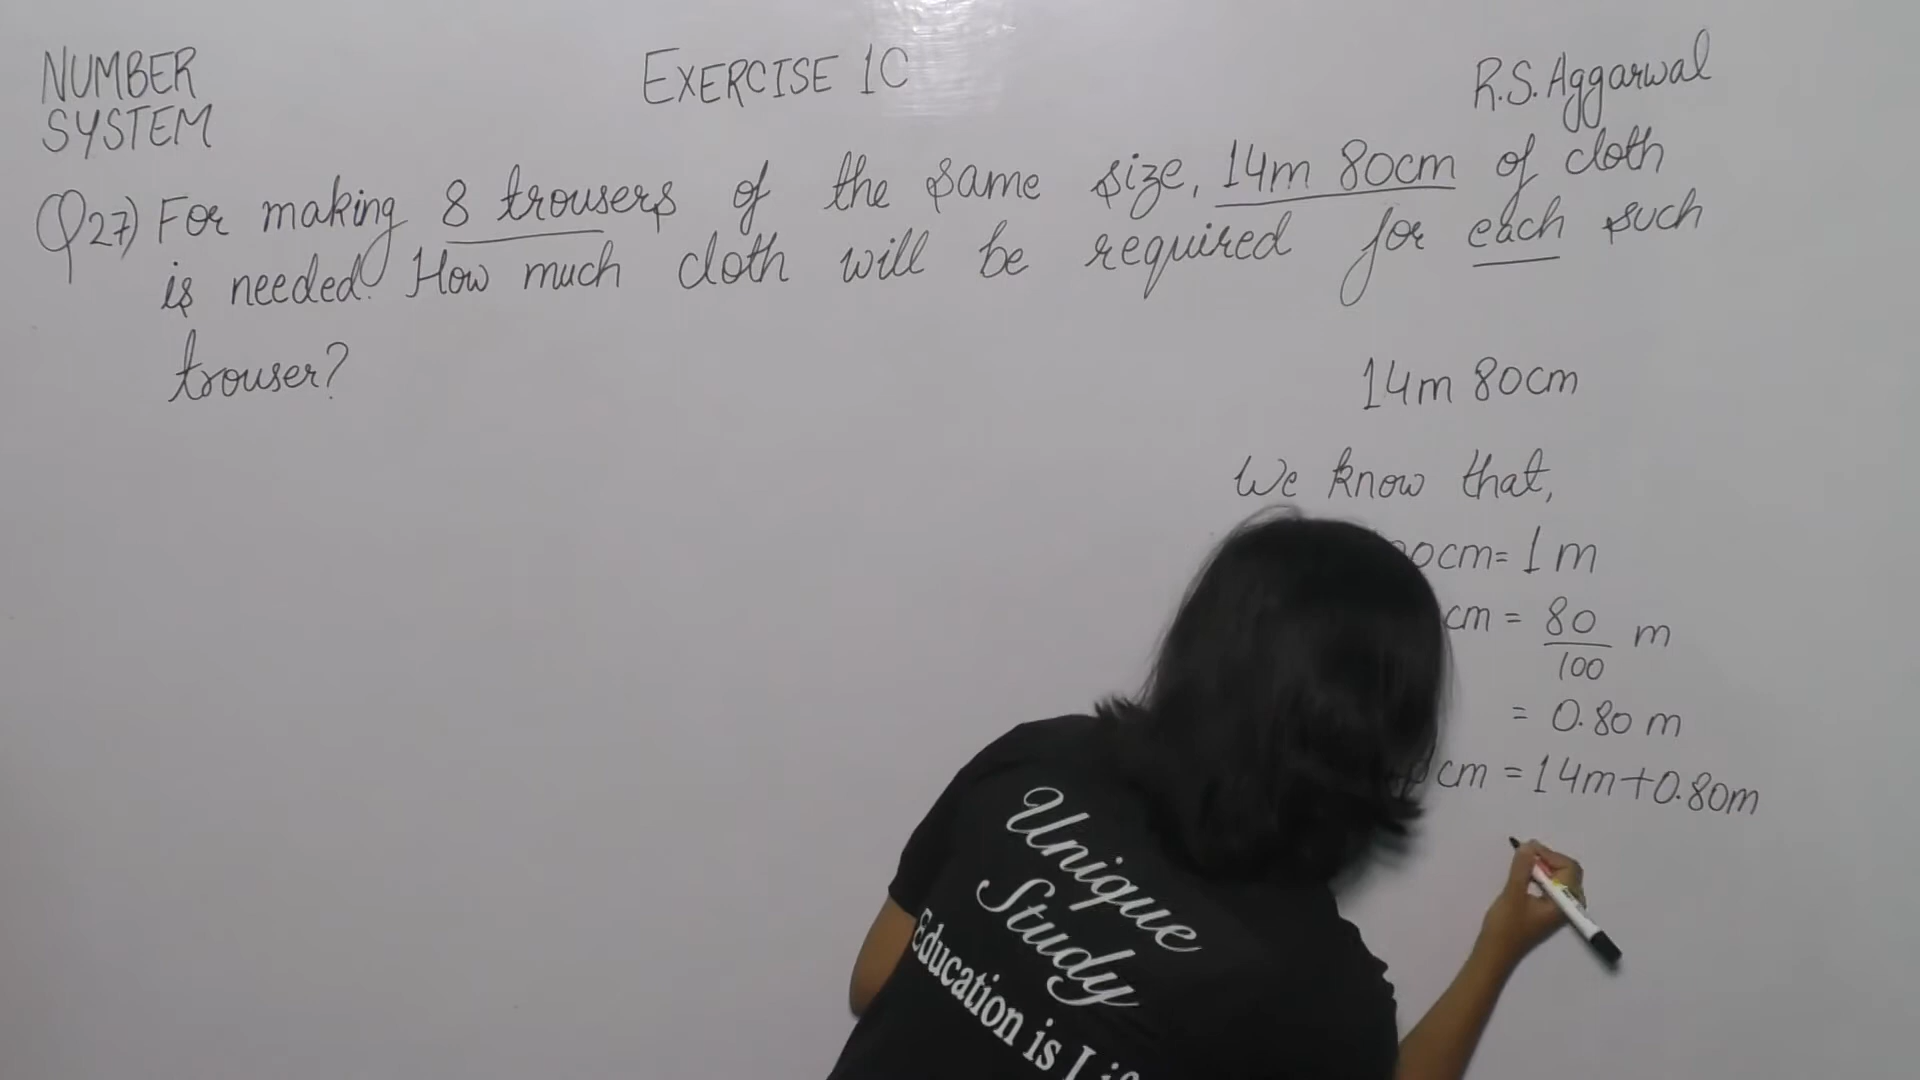 NUMBER
SYSTEM
EXERCISE 1C
R.S. Aggarwal
Q27) For making 8 trousers of the same size, 14m 80cm of cloth
is needed. How much cloth will be required for each such
trouser?
14m 80cm
We know that,
0cm = 1m
cm = 80/100 m
= 0.80 m
cm = 14m + 0.80m
Unique
Study
Education is